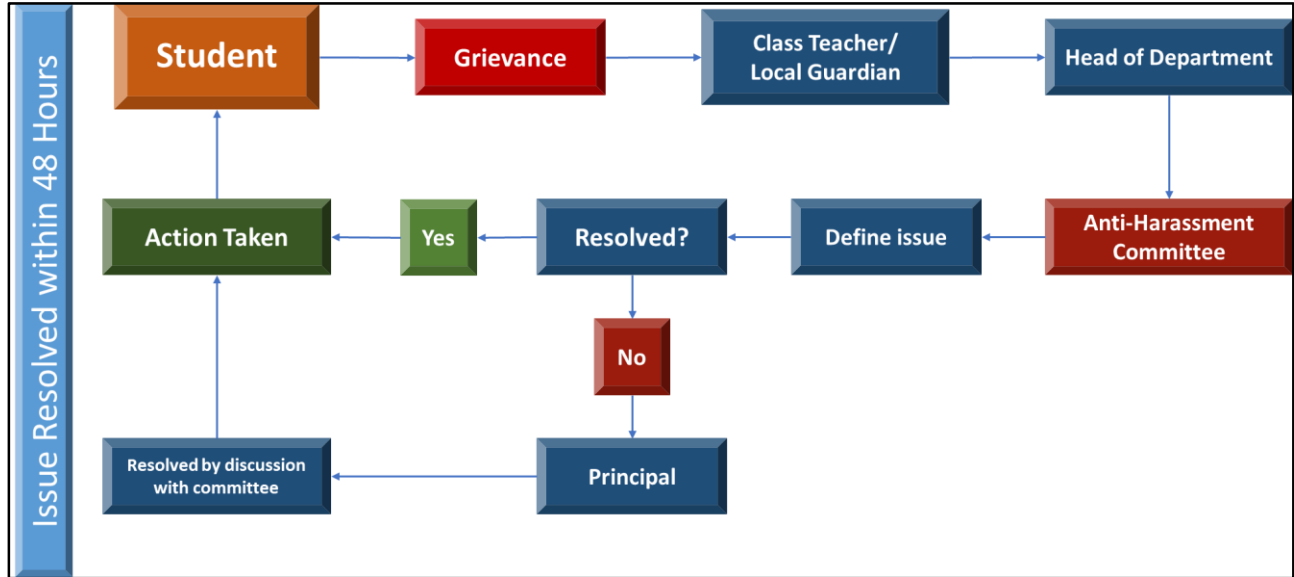 Issue Resolved within 48 Hours
Student
Grievance
Class Teacher/
Local Guardian
Head of Department
Action Taken
Yes
Resolved?
Define issue
Anti-Harassment
Committee
No
Resolved by discussion
with committee
Principal